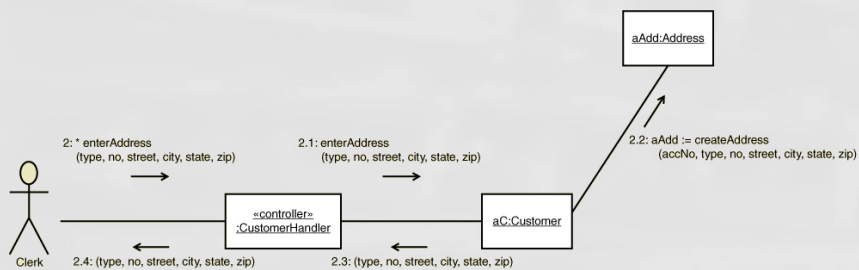 aAdd:Address
2: * enterAddress
(type, no, street, city, state, zip)
2.1: enterAddress
(type, no, street, city, state, zip)
2.2: aAdd := createAddress
(accNo, type, no, street, city, state, zip)
«controller»
:CustomerHandler
aC:Customer
Clerk
2.4: (type, no, street, city, state, zip)
2.3: (type, no, street, city, state, zip)